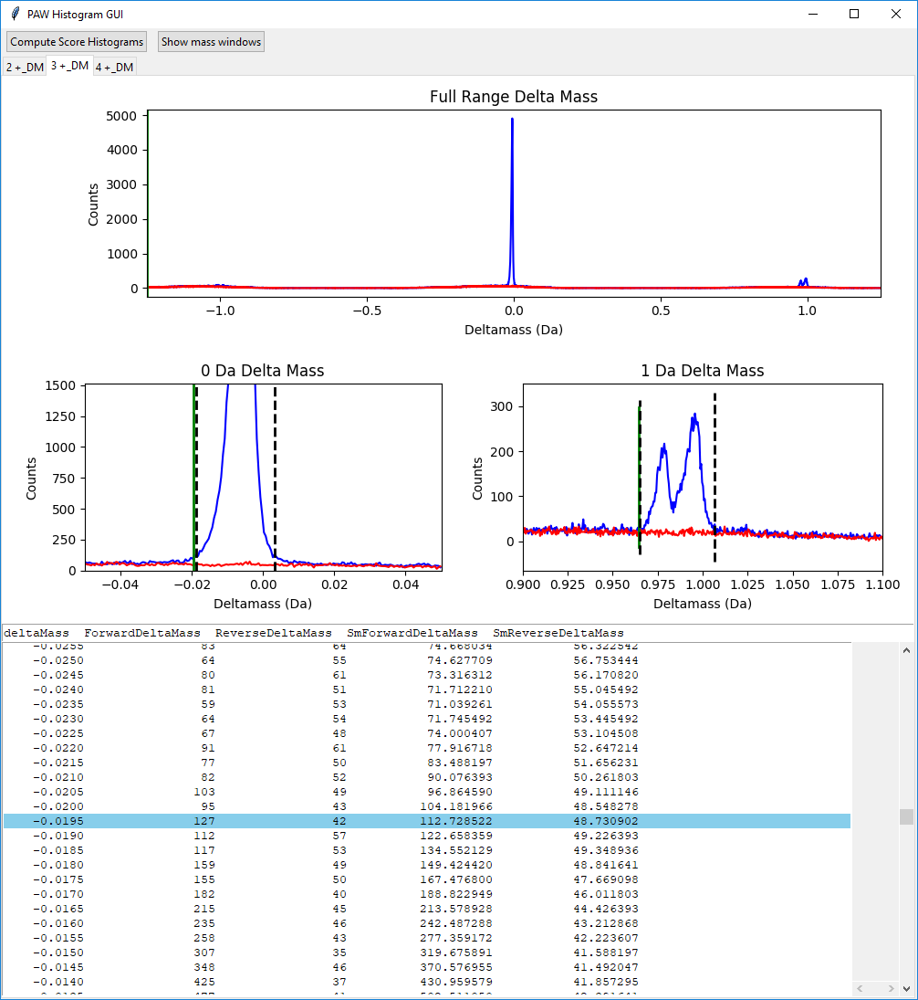 PAW Histogram GUI
Compute Score Histograms Show mass windows
2 +_DM 3 +_DM 4 +_DM
Full Range Delta Mass
5000
4000
3000
2000
1000
0
Counts
−1.0 −0.5 0.0 0.5 1.0
Deltamass (Da)
0 Da Delta Mass
1500
1250
1000
750
500
250
0
Counts
−0.04 −0.02 0.00 0.02 0.04
Deltamass (Da)
1 Da Delta Mass
300
200
100
0
Counts
0.900 0.925 0.950 0.975 1.000 1.025 1.050 1.075 1.100
Deltamass (Da)
deltaMass ForwardDeltaMass ReverseDeltaMass SmForwardDeltaMass SmReverseDeltaMass
-0.0255 83 64 74.668034 56.322542
-0.0250 64 55 74.627709 56.753444
-0.0245 80 61 73.316312 56.170820
-0.0240 81 51 71.712210 55.045492
-0.0235 59 53 71.039261 54.055573
-0.0230 64 54 71.745492 53.445492
-0.0225 67 48 74.000407 53.104508
-0.0220 91 61 77.916718 52.647214
-0.0215 77 50 83.488197 51.656231
-0.0210 82 52 90.076393 50.261803
-0.0205 103 49 96.864590 49.111146
-0.0200 95 43 104.181966 48.548278
-0.0195 127 42 112.728522 48.730902
-0.0190 112 57 122.658359 49.226393
-0.0185 117 53 134.552129 49.348936
-0.0180 159 49 149.424420 48.841641
-0.0175 155 50 167.476800 47.669098
-0.0170 182 40 188.822949 46.011803
-0.0165 215 45 213.578928 44.426393
-0.0160 235 46 242.487288 43.212868
-0.0155 258 43 277.359172 42.223607
-0.0150 307 35 319.675891 41.588197
-0.0145 348 46 370.576955 41.492047
-0.0140 425 37 430.959579 41.857295